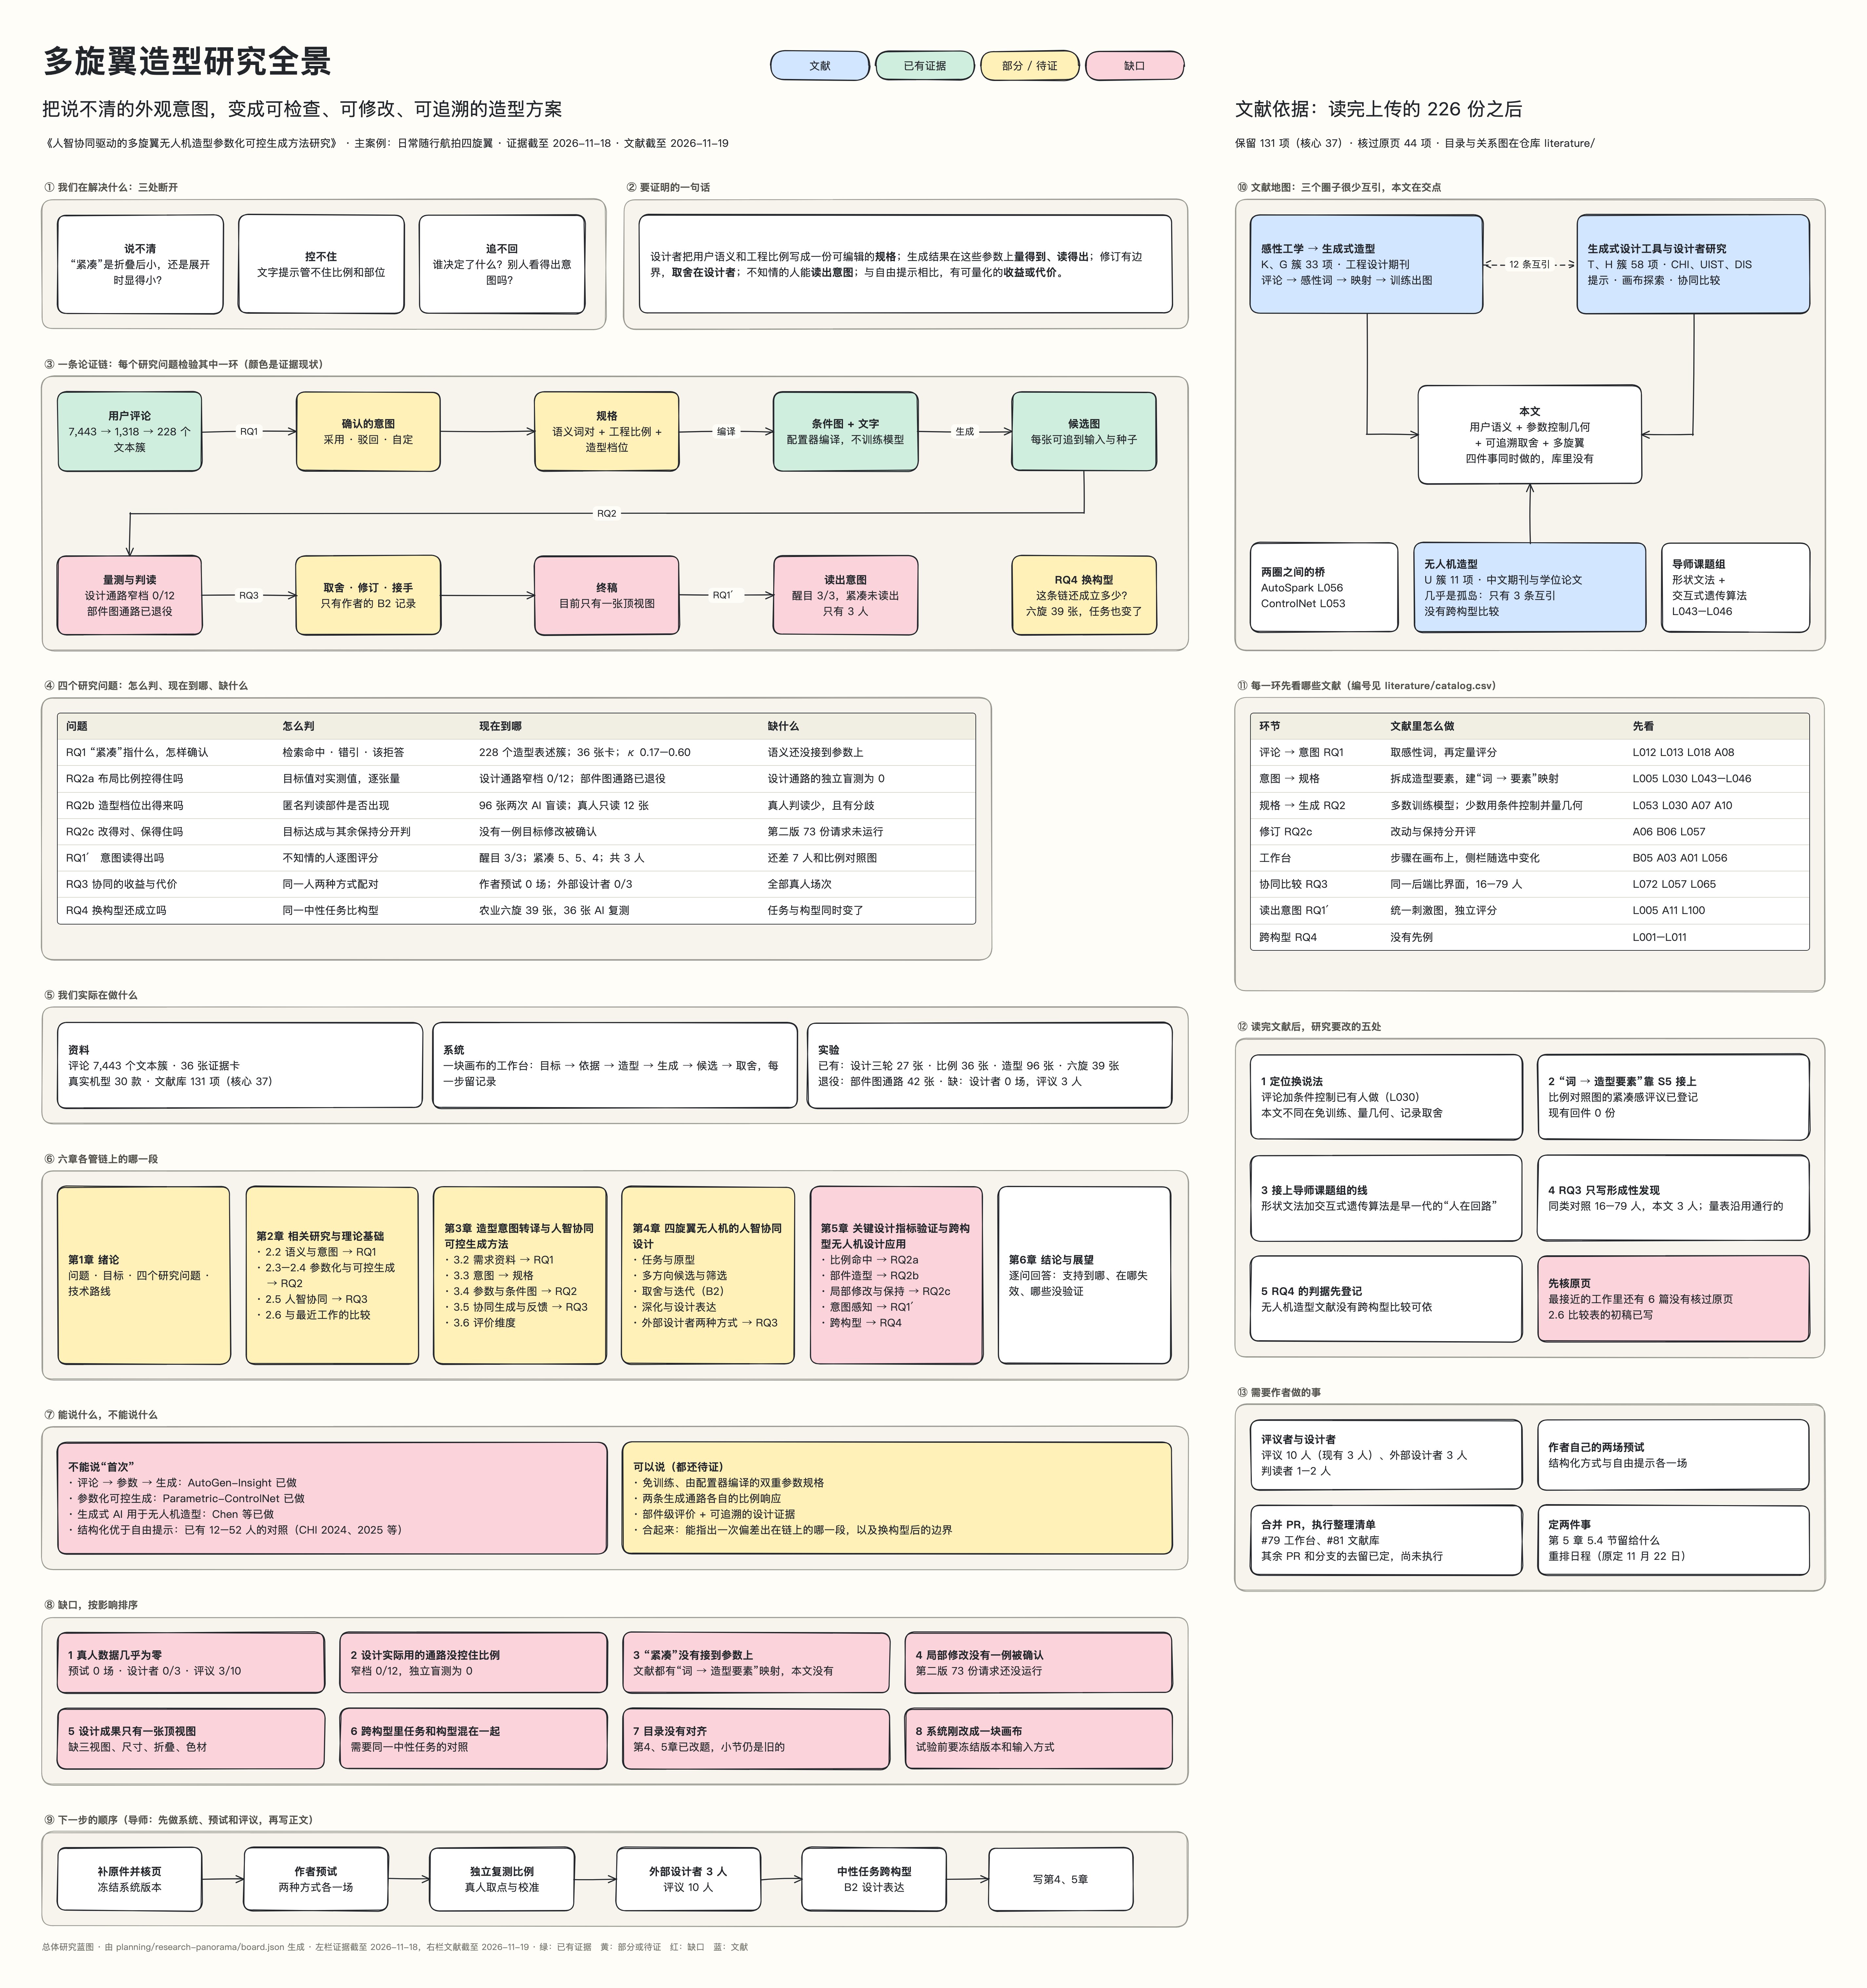 多旋翼造型研究全景
文献
已有证据
部分 / 待证
缺口
把说不清的外观意图，变成可检查、可修改、可追溯的造型方案
《人智协同驱动的多旋翼无人机造型参数化可控生成方法研究》 · 主案例：日常随行航拍四旋翼 · 证据截至 2026-11-18 · 文献截至 2026-11-19
① 我们在解决什么：三处断开
说不清
“紧凑”是折叠后小，还是展开
时显得小？
控不住
文字提示管不住比例和部位
追不回
谁决定了什么？别人看得出意
图吗？
② 要证明的一句话
设计者把用户语义和工程比例写成一份可编辑的规格；生成结果在这些参数上量得到、读得出；修订有边
界，取舍在设计者；不知情的人能读出意图；与自由提示相比，有可量化的收益或代价。
③ 一条论证链：每个研究问题检验其中一环（颜色是证据现状）
用户评论
7,443 → 1,318 → 228 个
文本簇
RQ1
确认的意图
采用 · 驳回 · 自定
规格
语义词对 + 工程比例 +
造型档位
编译
条件图 + 文字
配置器编译，不训练模型
生成
候选图
每张可追到输入与种子
RQ2
量测与判读
设计通路窄档 0/12
部件图通路已退役
RQ3
取舍 · 修订 · 接手
只有作者的 B2 记录
终稿
目前只有一张顶视图
RQ1′
读出意图
醒目 3/3，紧凑未读出
只有 3 人
RQ4 换构型
这条链还成立多少？
六旋 39 张，任务也变了
④ 四个研究问题：怎么判、现在到哪、缺什么
问题 怎么判 现在到哪 缺什么
RQ1 “紧凑”指什么，怎样确认 检索命中 · 错引 · 该拒答 228 个造型表述簇；36 张卡；κ 0.17—0.60 语义还没接到参数上
RQ2a 布局比例控得住吗 目标值对实测值，逐张量 设计通路窄档 0/12；部件图通路已退役 设计通路的独立盲测为 0
RQ2b 造型档位出得来吗 匿名判读部件是否出现 96 张两次 AI 盲读；真人只读 12 张 真人判读少，且有分歧
RQ2c 改得对、保得住吗 目标达成与其余保持分开判 没有一例目标修改被确认 第二版 73 份请求未运行
RQ1′ 意图读得出吗 不知情的人逐图评分 醒目 3/3；紧凑 5、5、4；共 3 人 还差 7 人和比例对照图
RQ3 协同的收益与代价 同一人两种方式配对 作者预试 0 场；外部设计者 0/3 全部真人场次
RQ4 换构型还成立吗 同一中性任务比构型 农业六旋 39 张，36 张 AI 复测 任务与构型同时变了
⑤ 我们实际在做什么
资料
评论 7,443 个文本簇 · 36 张证据卡
真实机型 30 款 · 文献库 131 项（核心 37）
系统
一块画布的工作台：目标 → 依据 → 造型 → 生成 → 候选 → 取舍，每
一步留记录
实验
已有：设计三轮 27 张 · 比例 36 张 · 造型 96 张 · 六旋 39 张
退役：部件图通路 42 张 · 缺：设计者 0 场，评议 3 人
⑥ 六章各管链上的哪一段
第1章 绪论
问题 · 目标 · 四个研究问题 ·
技术路线
第2章 相关研究与理论基础
· 2.2 语义与意图 → RQ1
· 2.3—2.4 参数化与可控生成
→ RQ2
· 2.5 人智协同 → RQ3
· 2.6 与最近工作的比较
第3章 造型意图转译与人智协同
可控生成方法
· 3.2 需求资料 → RQ1
· 3.3 意图 → 规格
· 3.4 参数与条件图 → RQ2
· 3.5 协同生成与反馈 → RQ3
· 3.6 评价维度
第4章 四旋翼无人机的人智协同
设计
· 任务与原型
· 多方向候选与筛选
· 取舍与迭代（B2）
· 深化与设计表达
· 外部设计者两种方式 → RQ3
第5章 关键设计指标验证与跨构
型无人机设计应用
· 比例命中 → RQ2a
· 部件造型 → RQ2b
· 局部修改与保持 → RQ2c
· 意图感知 → RQ1′
· 跨构型 → RQ4
第6章 结论与展望
逐问回答：支持到哪、在哪失
效、哪些没验证
⑦ 能说什么，不能说什么
不能说“首次”
· 评论 → 参数 → 生成：AutoGen-Insight 已做
· 参数化可控生成：Parametric-ControlNet 已做
· 生成式 AI 用于无人机造型：Chen 等已做
· 结构化优于自由提示：已有 12—52 人的对照（CHI 2024、2025 等）
可以说（都还待证）
· 免训练、由配置器编译的双重参数规格
· 两条生成通路各自的比例响应
· 部件级评价 + 可追溯的设计证据
· 合起来：能指出一次偏差出在链上的哪一段，以及换构型后的边界
⑧ 缺口，按影响排序
1 真人数据几乎为零
预试 0 场 · 设计者 0/3 · 评议 3/10
2 设计实际用的通路没控住比例
窄档 0/12，独立盲测为 0
3 “紧凑”没有接到参数上
文献都有“词 → 造型要素”映射，本文没有
4 局部修改没有一例被确认
第二版 73 份请求还没运行
5 设计成果只有一张顶视图
缺三视图、尺寸、折叠、色材
6 跨构型里任务和构型混在一起
需要同一中性任务的对照
7 目录没有对齐
第4、5章已改题，小节仍是旧的
8 系统刚改成一块画布
试验前要冻结版本和输入方式
⑨ 下一步的顺序（导师：先做系统、预试和评议，再写正文）
补原件并核页
冻结系统版本
作者预试
两种方式各一场
独立复测比例
真人取点与校准
外部设计者 3 人
评议 10 人
中性任务跨构型
B2 设计表达
写第4、5章
总体研究蓝图 · 由 planning/research-panorama/board.json 生成 · 左栏证据截至 2026-11-18，右栏文献截至 2026-11-19 · 绿：已有证据 黄：部分或待证 红：缺口 蓝：文献
文献依据：读完上传的 226 份之后
保留 131 项（核心 37） · 核过原页 44 项 · 目录与关系图在仓库 literature/
⑩ 文献地图：三个圈子很少互引，本文在交点
感性工学 → 生成式造型
K、G 簇 33 项 · 工程设计期刊
评论 → 感性词 → 映射 → 训练出图
12 条互引
生成式设计工具与设计者研究
T、H 簇 58 项 · CHI、UIST、DIS
提示 · 画布探索 · 协同比较
本文
用户语义 + 参数控制几何
+ 可追溯取舍 + 多旋翼
四件事同时做的，库里没有
两圈之间的桥
AutoSpark L056
ControlNet L053
无人机造型
U 簇 11 项 · 中文期刊与学位论文
几乎是孤岛：只有 3 条互引
没有跨构型比较
导师课题组
形状文法 +
交互式遗传算法
L043—L046
⑪ 每一环先看哪些文献（编号见 literature/catalog.csv）
环节 文献里怎么做 先看
评论 → 意图 RQ1 取感性词，再定量评分 L012 L013 L018 A08
意图 → 规格 拆成造型要素，建“词 → 要素”映射 L005 L030 L043—L046
规格 → 生成 RQ2 多数训练模型；少数用条件控制并量几何 L053 L030 A07 A10
修订 RQ2c 改动与保持分开评 A06 B06 L057
工作台 步骤在画布上，侧栏随选中变化 B05 A03 A01 L056
协同比较 RQ3 同一后端比界面，16—79 人 L072 L057 L065
读出意图 RQ1′ 统一刺激图，独立评分 L005 A11 L100
跨构型 RQ4 没有先例 L001—L011
⑫ 读完文献后，研究要改的五处
1 定位换说法
评论加条件控制已有人做（L030）
本文不同在免训练、量几何、记录取舍
2 “词 → 造型要素”靠 S5 接上
比例对照图的紧凑感评议已登记
现有回件 0 份
3 接上导师课题组的线
形状文法加交互式遗传算法是早一代的“人在回路”
4 RQ3 只写形成性发现
同类对照 16—79 人，本文 3 人；量表沿用通行的
5 RQ4 的判据先登记
无人机造型文献没有跨构型比较可依
先核原页
最接近的工作里还有 6 篇没有核过原页
2.6 比较表的初稿已写
⑬ 需要作者做的事
评议者与设计者
评议 10 人（现有 3 人）、外部设计者 3 人
判读者 1—2 人
作者自己的两场预试
结构化方式与自由提示各一场
合并 PR，执行整理清单
#79 工作台、#81 文献库
其余 PR 和分支的去留已定，尚未执行
定两件事
第 5 章 5.4 节留给什么
重排日程（原定 11 月 22 日）